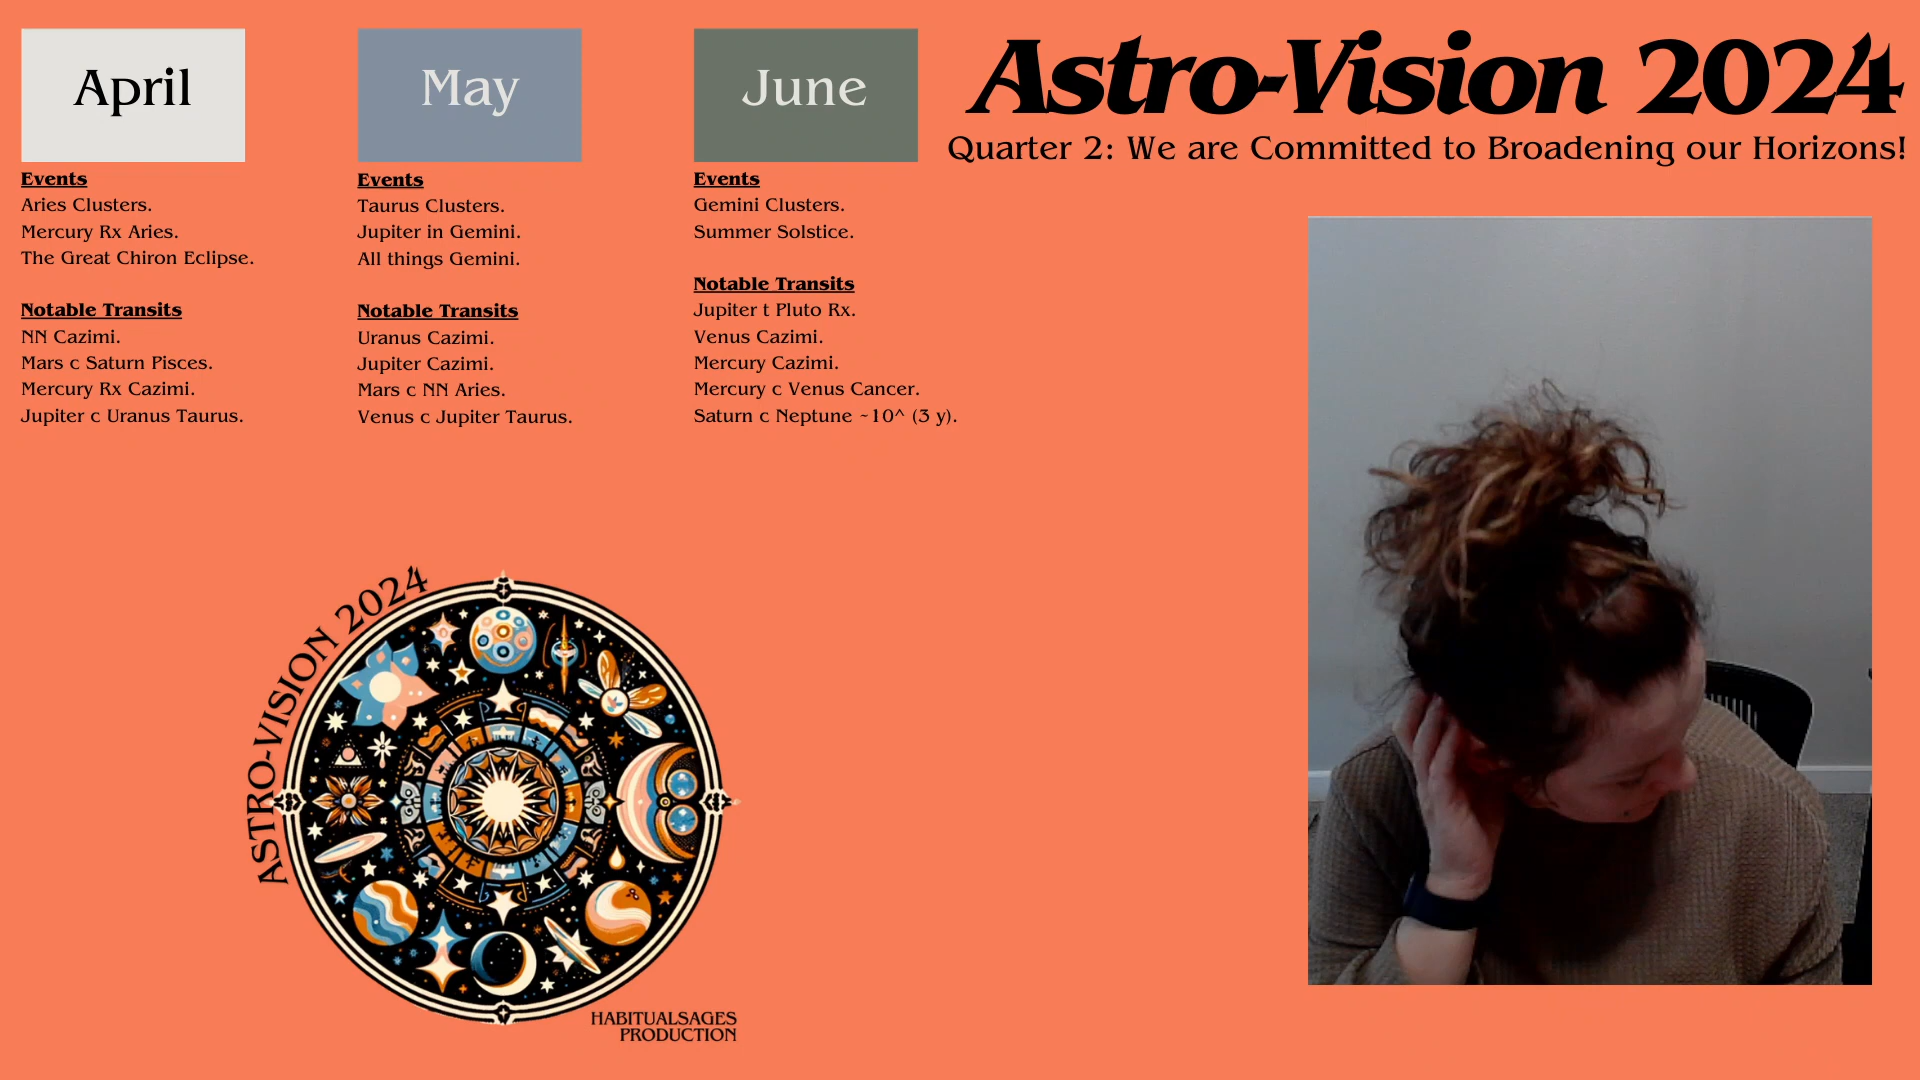 April
Events
Aries Clusters.
Mercury Rx Aries.
The Great Chiron Eclipse.
Notable Transits
NN Cazimi.
Mars c Saturn Pisces.
Mercury Rx Cazimi.
Jupiter c Uranus Taurus.
May
Events
Taurus Clusters.
Jupiter in Gemini.
All things Gemini.
Notable Transits
Uranus Cazimi.
Jupiter Cazimi.
Mars c NN Aries.
Venus c Jupiter Taurus.
June
Events
Gemini Clusters.
Summer Solstice.
Notable Transits
Jupiter t Pluto Rx.
Venus Cazimi.
Mercury Cazimi.
Mercury c Venus Cancer.
Saturn c Neptune ~10^ (3 y).
Astro-Vision 2024
Quarter 2: We are Committed to Broadening our Horizons!
ASTRO-VISION 2024
HABITUALSAGES
PRODUCTION